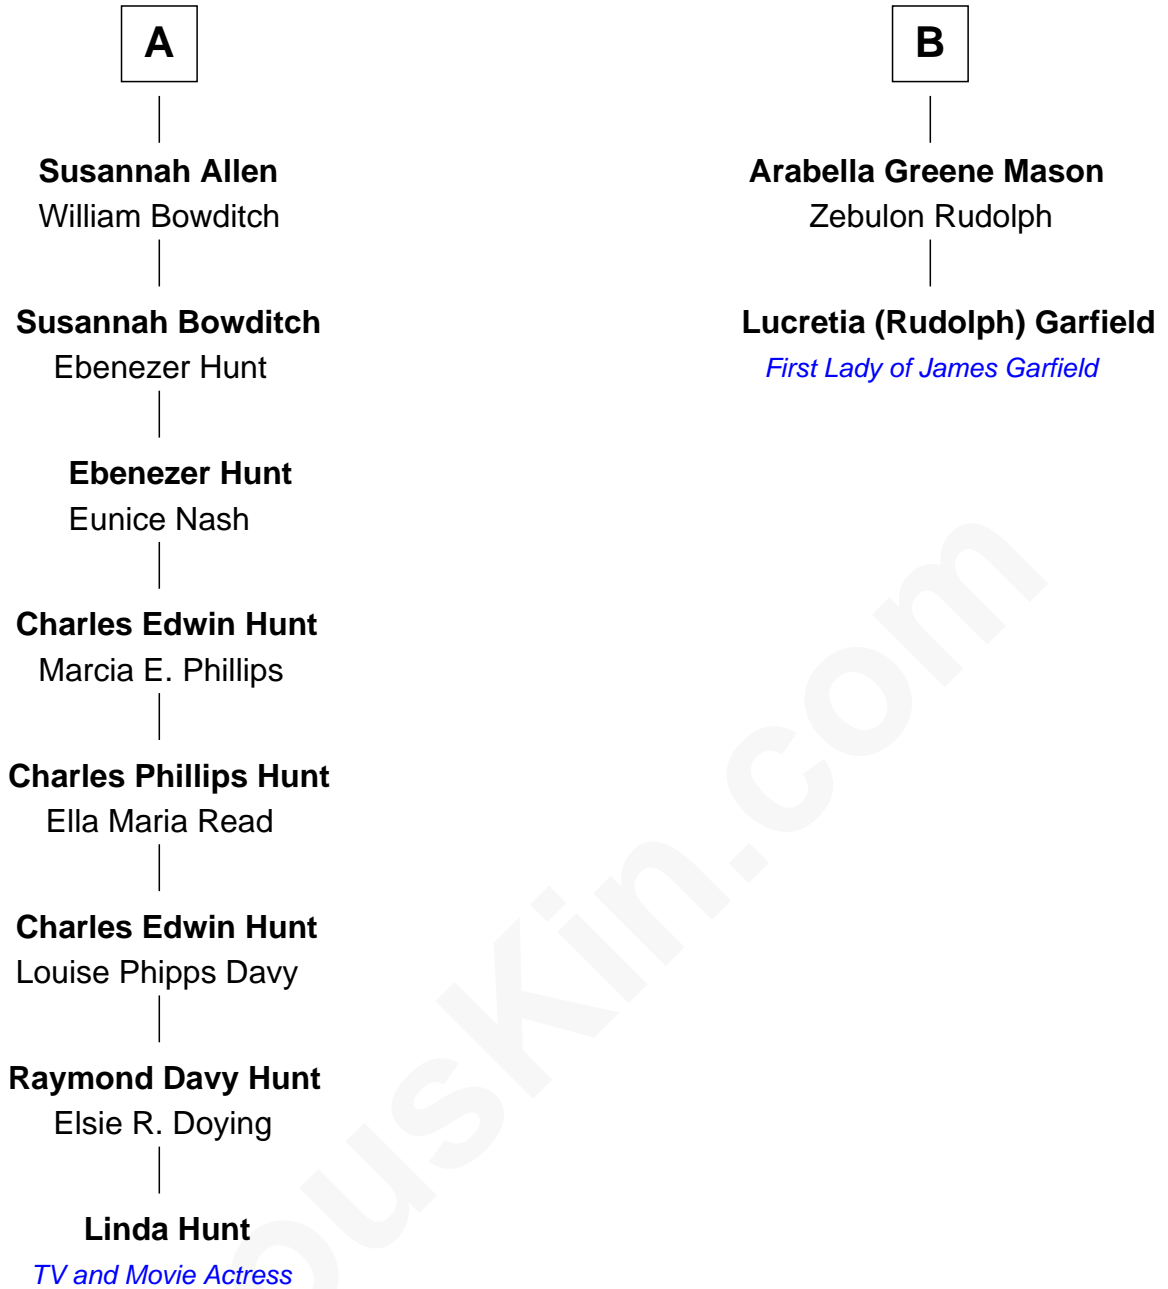 A
Susannah Allen
William Bowditch
Susannah Bowditch
Ebenezer Hunt
Ebenezer Hunt
Eunice Nash
Charles Edwin Hunt
Marcia E. Phillips
Charles Phillips Hunt
Ella Maria Read
Charles Edwin Hunt
Louise Phipps Davy
Raymond Davy Hunt
Elsie R. Doying
Linda Hunt
TV and Movie Actress
B
Arabella Greene Mason
Zebulon Rudolph
Lucretia (Rudolph) Garfield
First Lady of James Garfield
ousKin.com